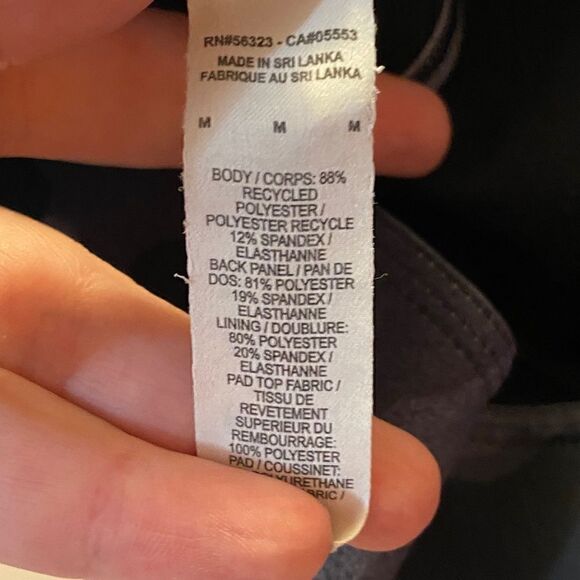 RN#56323 - CA#05553
MADE IN SRI LANKA
FABRIQUE AU SRI LANKA
M M M
BODY / CORPS: 88%
RECYCLED
POLYESTER /
POLYESTER RECYCLE
12% SPANDEX /
ELASTHANNE
BACK PANEL / PAN DE
DOS: 81% POLYESTER
19% SPANDEX /
ELASTHANNE
LINING / DOUBLURE:
80% POLYESTER
20% SPANDEX /
ELASTHANNE
PAD TOP FABRIC /
TISSU DE
REVETEMENT
SUPERIEUR DU
REMBOURRAGE:
100% POLYESTER
PAD / COUSSINET: